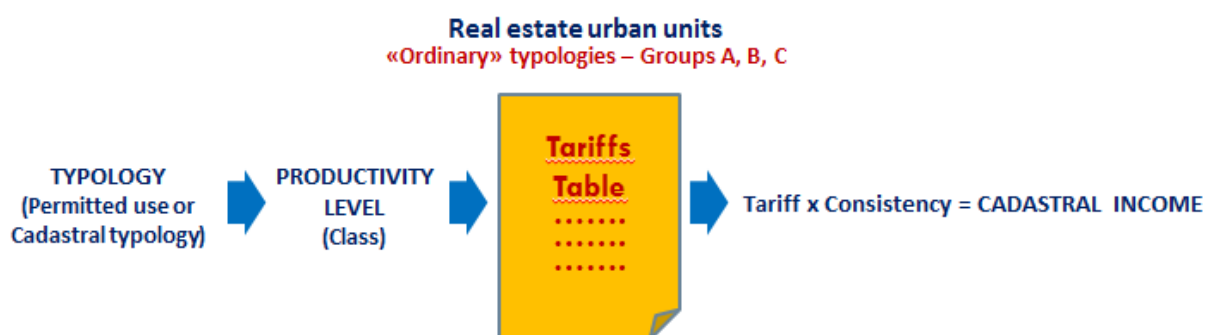 Real estate urban units
«Ordinary» typologies – Groups A, B, C
TYPOLOGY
(Permitted use or
Cadastral typology)
PRODUCTIVITY
LEVEL
(Class)
Tariffs
Table
.......
.......
.......
Tariff x Consistency = CADASTRAL INCOME